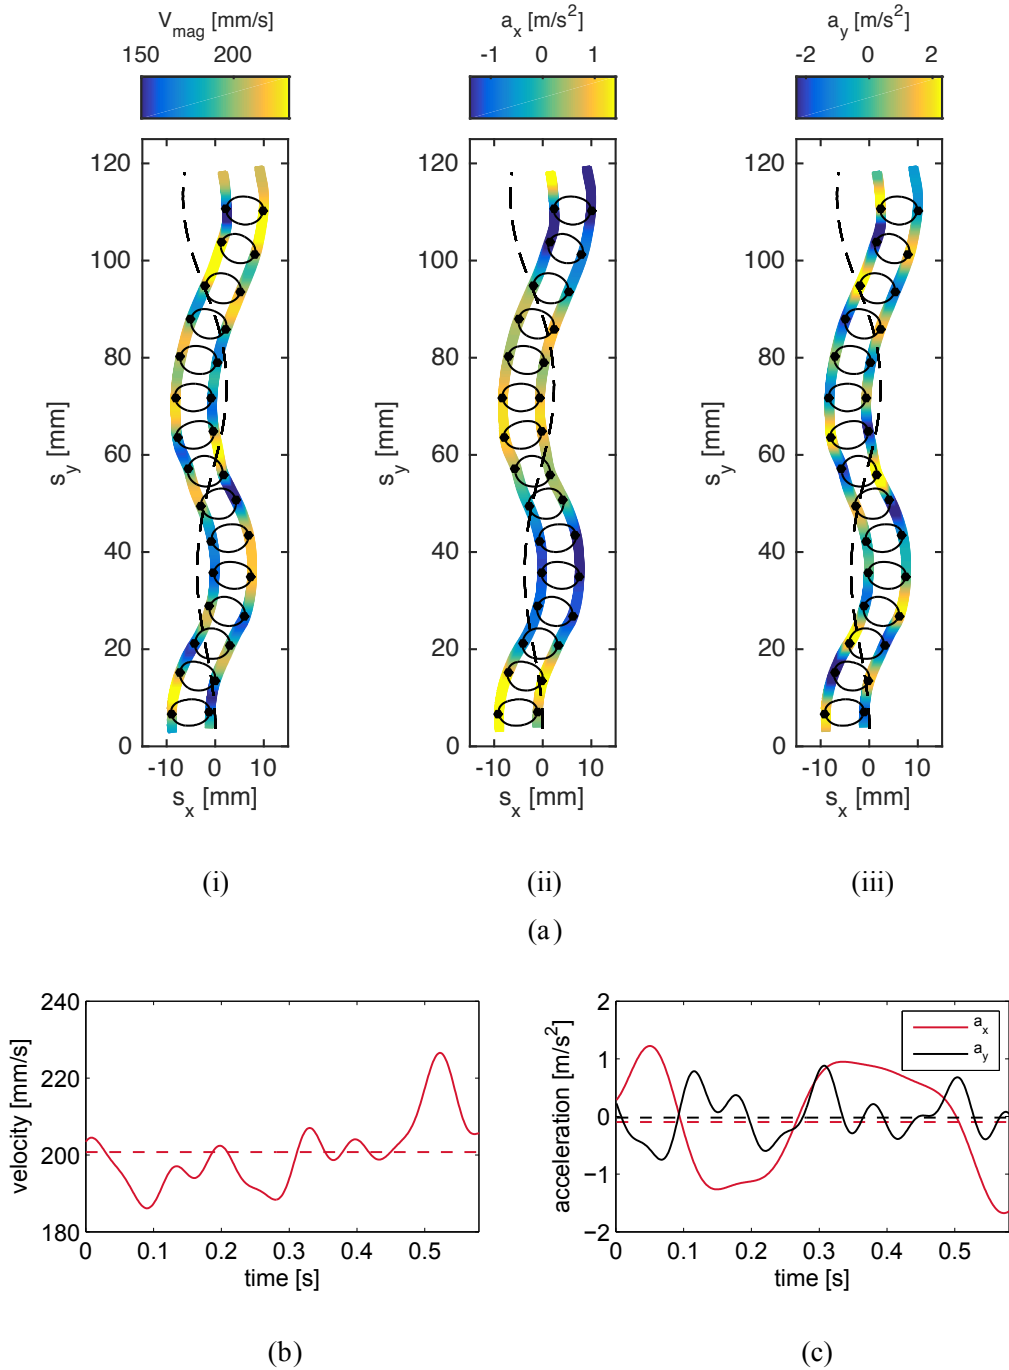 V_mag [mm/s]
150 200
a_x [m/s²]
-1 0 1
a_y [m/s²]
-2 0 2
120
100
80
60
40
20
0
s_y [mm]
-10 0 10
s_x [mm]
120
100
80
60
40
20
0
s_y [mm]
-10 0 10
s_x [mm]
120
100
80
60
40
20
0
s_y [mm]
-10 0 10
s_x [mm]
(i) (ii) (iii)
(a)
240
220
200
180
velocity [mm/s]
0 0.1 0.2 0.3 0.4 0.5
time [s]
2
1
0
−1
−2
acceleration [m/s²]
a_x
a_y
0 0.1 0.2 0.3 0.4 0.5
time [s]
(b) (c)